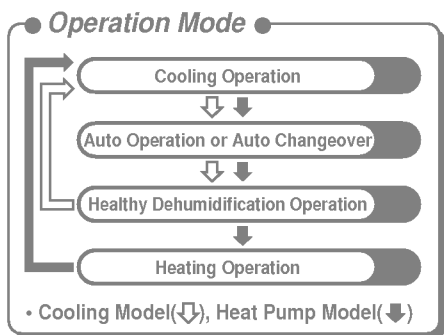 Operation Mode
Cooling Operation
Auto Operation or Auto Changeover
Healthy Dehumidification Operation
Heating Operation
• Cooling Model(⇩), Heat Pump Model(⬇)